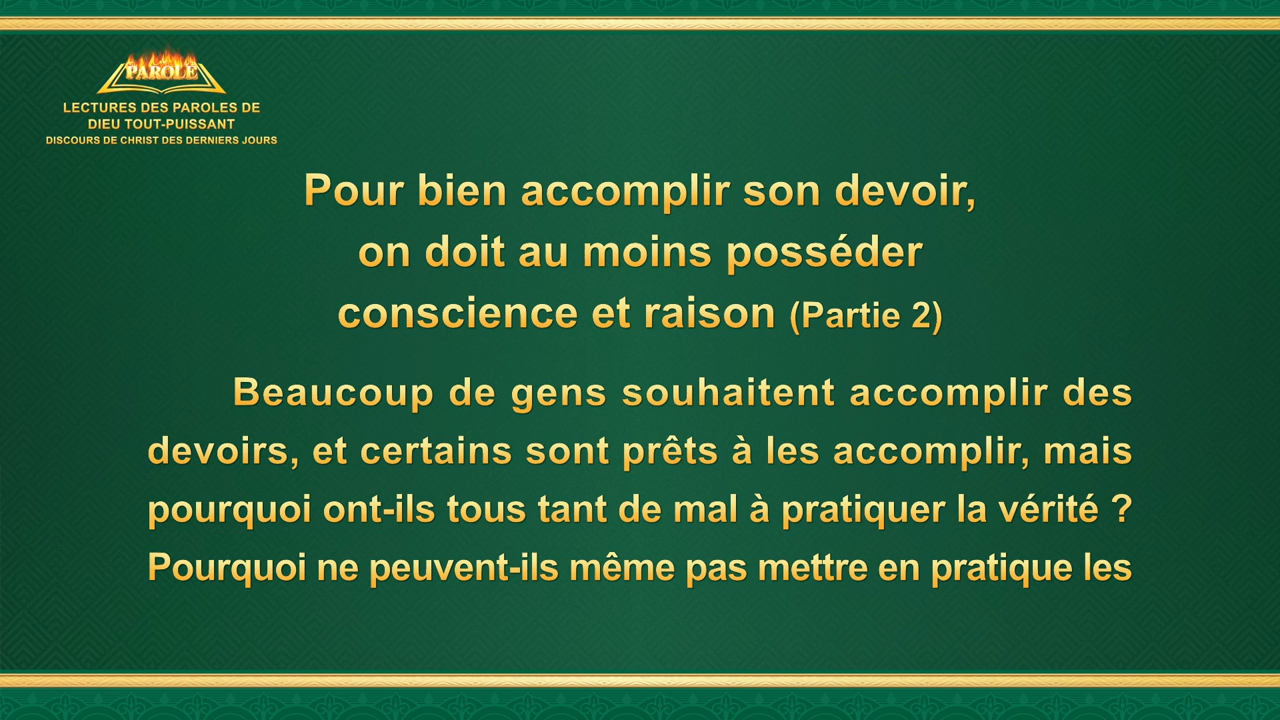 PAROLE
LECTURES DES PAROLES DE
DIEU TOUT-PUISSANT
DISCOURS DE CHRIST DES DERNIERS JOURS
Pour bien accomplir son devoir,
on doit au moins posséder
conscience et raison (Partie 2)
Beaucoup de gens souhaitent accomplir des
devoirs, et certains sont prêts à les accomplir, mais
pourquoi ont-ils tous tant de mal à pratiquer la vérité ?
Pourquoi ne peuvent-ils même pas mettre en pratique les